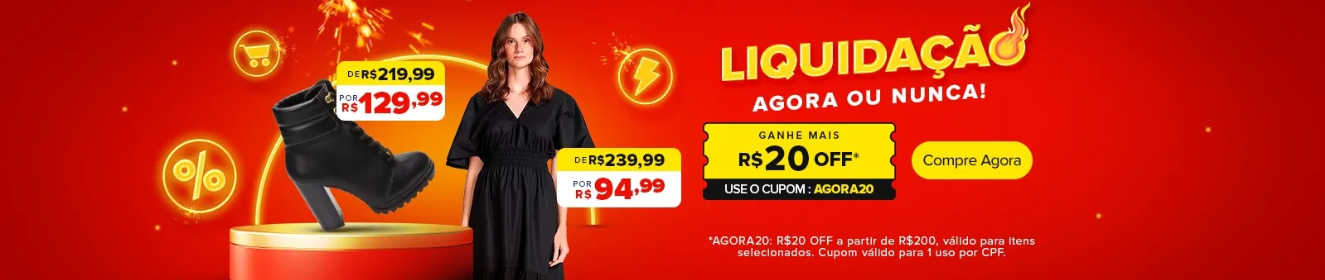 DE R$219,99
POR R$129,99
DE R$239,99
POR R$94,99
LIQUIDAÇÃO
AGORA OU NUNCA!
GANHE MAIS
R$20 OFF*
USE O CUPOM : AGORA20
Compre Agora
*AGORA20: R$20 OFF a partir de R$200, válido para itens
selecionados. Cupom válido para 1 uso por CPF.
%